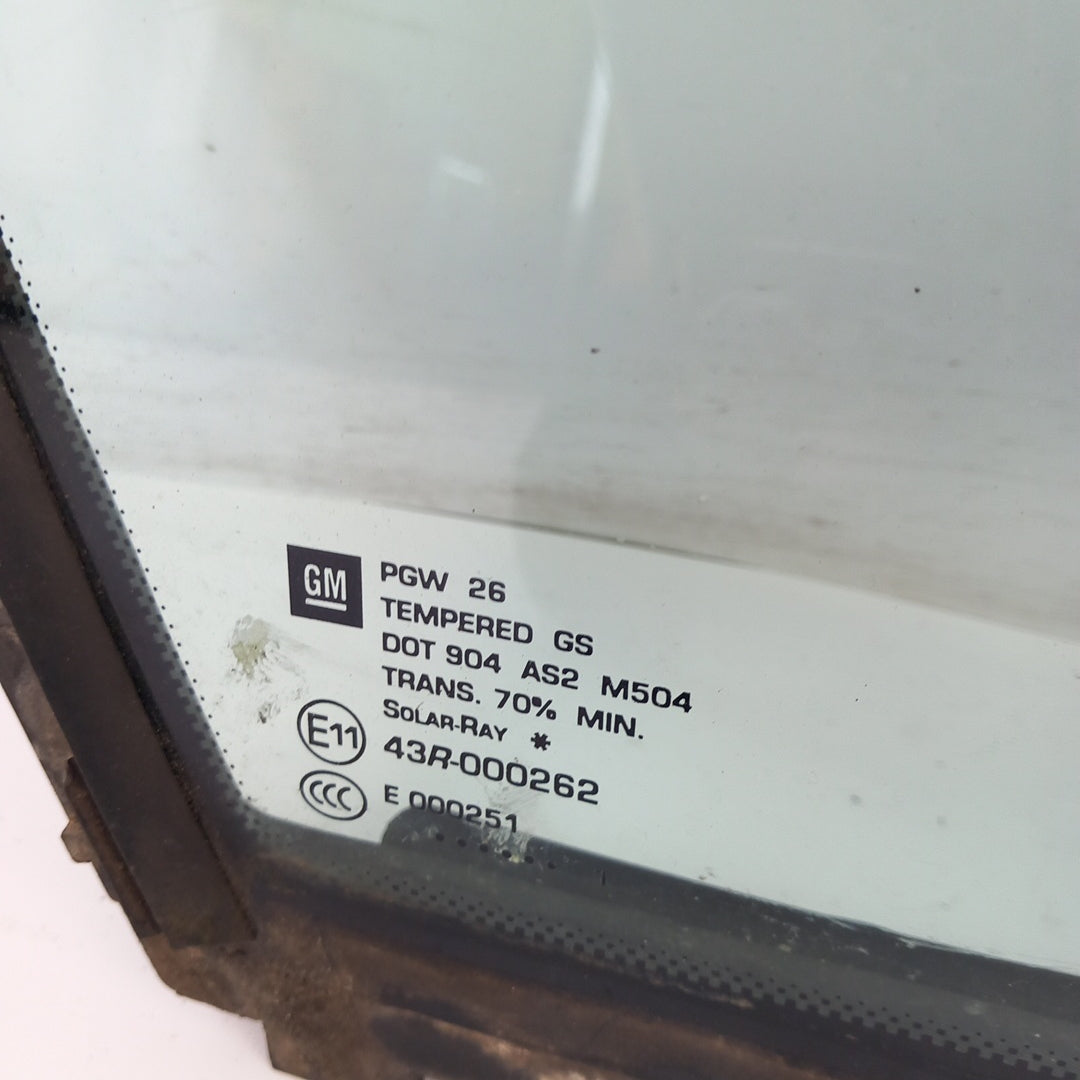 GM
PGW 26
TEMPERED GS
DOT 904 AS2 M504
TRANS. 70% MIN.
SOLAR-RAY *
E11 43R-000262
CCC E 000251